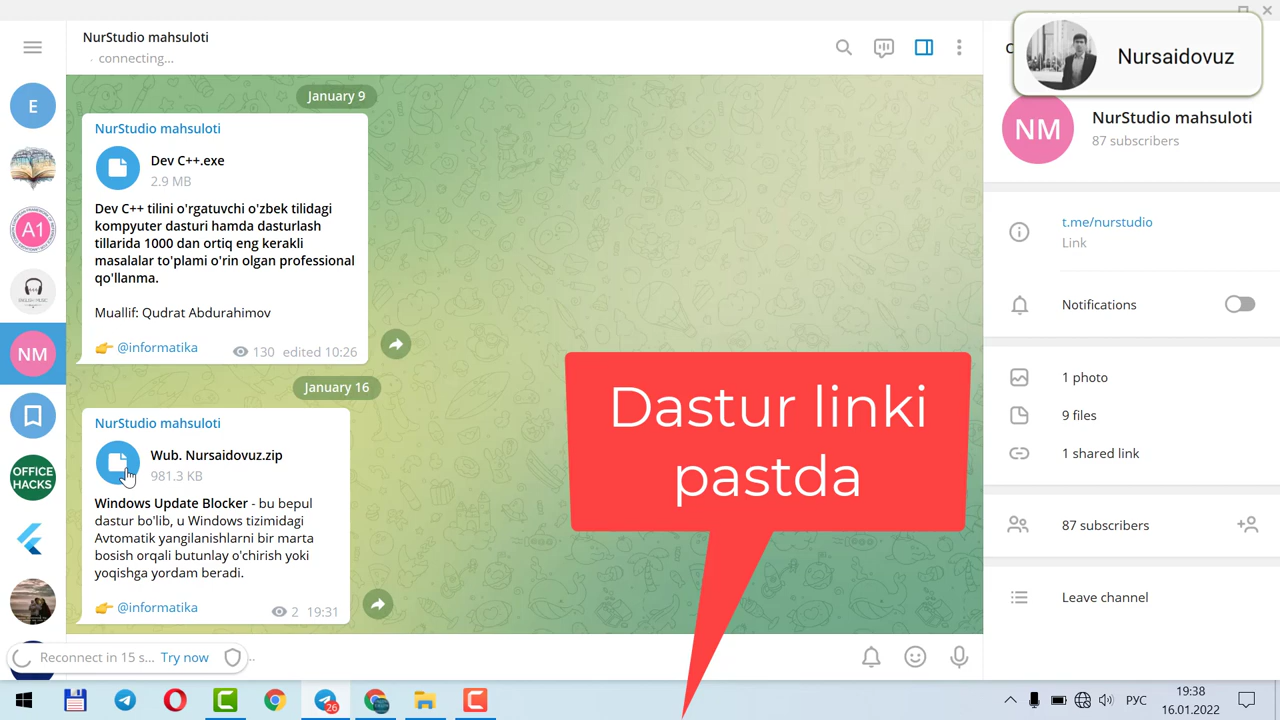 NurStudio mahsuloti
connecting...
Nursaidovuz
E
A1
ENGLISH MUSIC
NM
OFFICE
HACKS
January 9
NurStudio mahsuloti
Dev C++.exe
2.9 MB
Dev C++ tilini o'rgatuvchi o'zbek tilidagi
kompyuter dasturi hamda dasturlash
tillarida 1000 dan ortiq eng kerakli
masalalar to'plami o'rin olgan professional
qo'llanma.
Muallif: Qudrat Abdurahimov
👉 @informatika
130 edited 10:26
January 16
NurStudio mahsuloti
Wub. Nursaidovuz.zip
981.3 KB
Windows Update Blocker - bu bepul
dastur bo'lib, u Windows tizimidagi
Avtomatik yangilanishlarni bir marta
bosish orqali butunlay o'chirish yoki
yoqishga yordam beradi.
👉 @informatika
2 19:31
Dastur linki
pastda
NM
NurStudio mahsuloti
87 subscribers
t.me/nurstudio
Link
Notifications
1 photo
9 files
1 shared link
87 subscribers
Leave channel
Reconnect in 15 s... Try now
26
РУС
19:38
16.01.2022